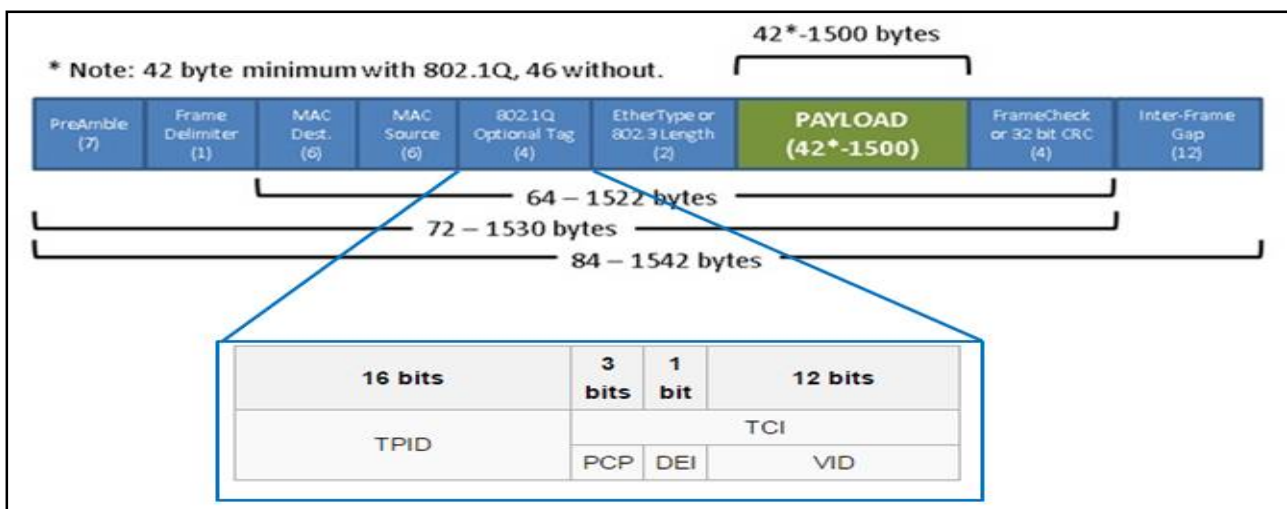 42*-1500 bytes
* Note: 42 byte minimum with 802.1Q, 46 without.
PreAmble
(7)
Frame
Delimiter
(1)
MAC
Dest.
(6)
MAC
Source
(6)
802.1Q
Optional Tag
(4)
EtherType or
802.3 Length
(2)
PAYLOAD
(42*-1500)
FrameCheck
or 32 bit CRC
(4)
Inter-Frame
Gap
(12)
64 – 1522 bytes
72 – 1530 bytes
84 – 1542 bytes
16 bits
3
bits
1
bit
12 bits
TPID
TCI
PCP
DEI
VID